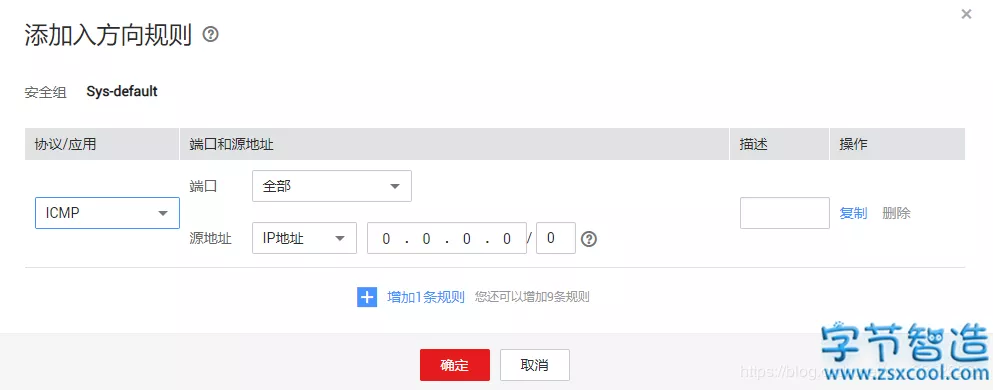 ×
添加入方向规则 ?
安全组 Sys-default
协议/应用 端口和源地址 描述 操作
端口 全部
ICMP 复制 删除
源地址 IP地址 0 . 0 . 0 . 0 / 0 ?
+ 增加1条规则 您还可以增加9条规则
确定 取消
字节智造
www.zsxcool.com
https://blog.